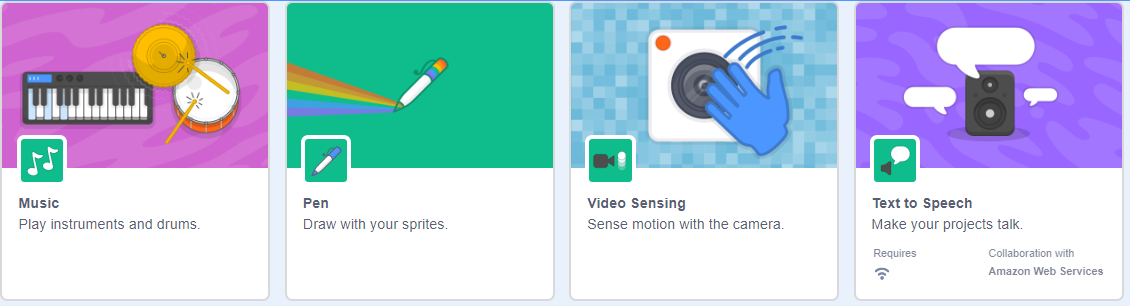 Music
Play instruments and drums.
Pen
Draw with your sprites.
Video Sensing
Sense motion with the camera.
Text to Speech
Make your projects talk.
Requires
Collaboration with
Amazon Web Services